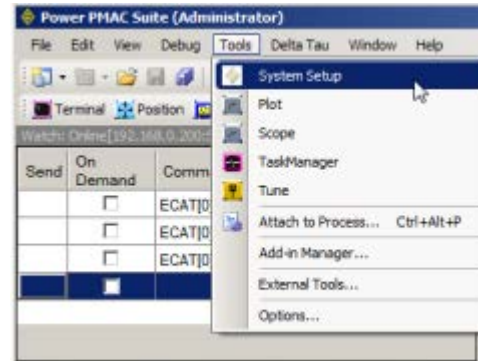 Power PMAC Suite (Administrator)
File Edit View Debug Tools Delta Tau Window Help
System Setup
Terminal Position Plot
Watch: Online[192.168.0.200:
Scope
Send On Demand Comm TaskManager
Tune
ECAT[0] Attach to Process... Ctrl+Alt+P
ECAT[0] Add-in Manager...
ECAT[0] External Tools...
Options...